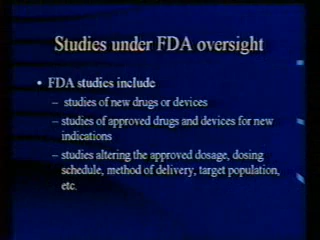 Studies under FDA oversight
• FDA studies include
– studies of new drugs or devices
– studies of approved drugs and devices for new
indications
– studies altering the approved dosage, dosing
schedule, method of delivery, target population,
etc.